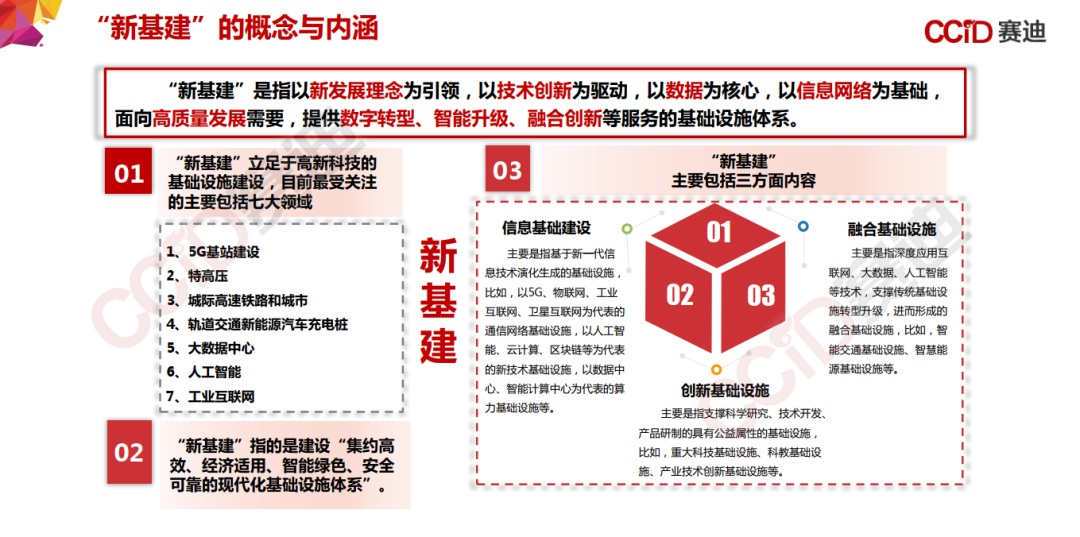 “新基建”的概念与内涵
CCiD赛迪
“新基建”是指以新发展理念为引领，以技术创新为驱动，以数据为核心，以信息网络为基础，
面向高质量发展需要，提供数字转型、智能升级、融合创新等服务的基础设施体系。
01
“新基建”立足于高新科技的
基础设施建设，目前最受关注
的主要包括七大领域
1、5G基站建设
2、特高压
3、城际高速铁路和城市
4、轨道交通新能源汽车充电桩
5、大数据中心
6、人工智能
7、工业互联网
02
“新基建”指的是建设“集约高
效、经济适用、智能绿色、安全
可靠的现代化基础设施体系”。
新
基
建
03
“新基建”
主要包括三方面内容
信息基础建设
主要是指基于新一代信
息技术演化生成的基础设施，
比如，以5G、物联网、工业
互联网、卫星互联网为代表的
通信网络基础设施，以人工智
能、云计算、区块链等为代表
的新技术基础设施，以数据中
心、智能计算中心为代表的算
力基础设施等。
01
02
03
融合基础设施
主要是指深度应用互
联网、大数据、人工智能
等技术，支撑传统基础设
施转型升级，进而形成的
融合基础设施，比如，智
能交通基础设施、智慧能
源基础设施等。
创新基础设施
主要是指支撑科学研究、技术开发、
产品研制的具有公益属性的基础设施，
比如，重大科技基础设施、科教基础设
施、产业技术创新基础设施等。
CCiD赛迪
CCiD赛迪